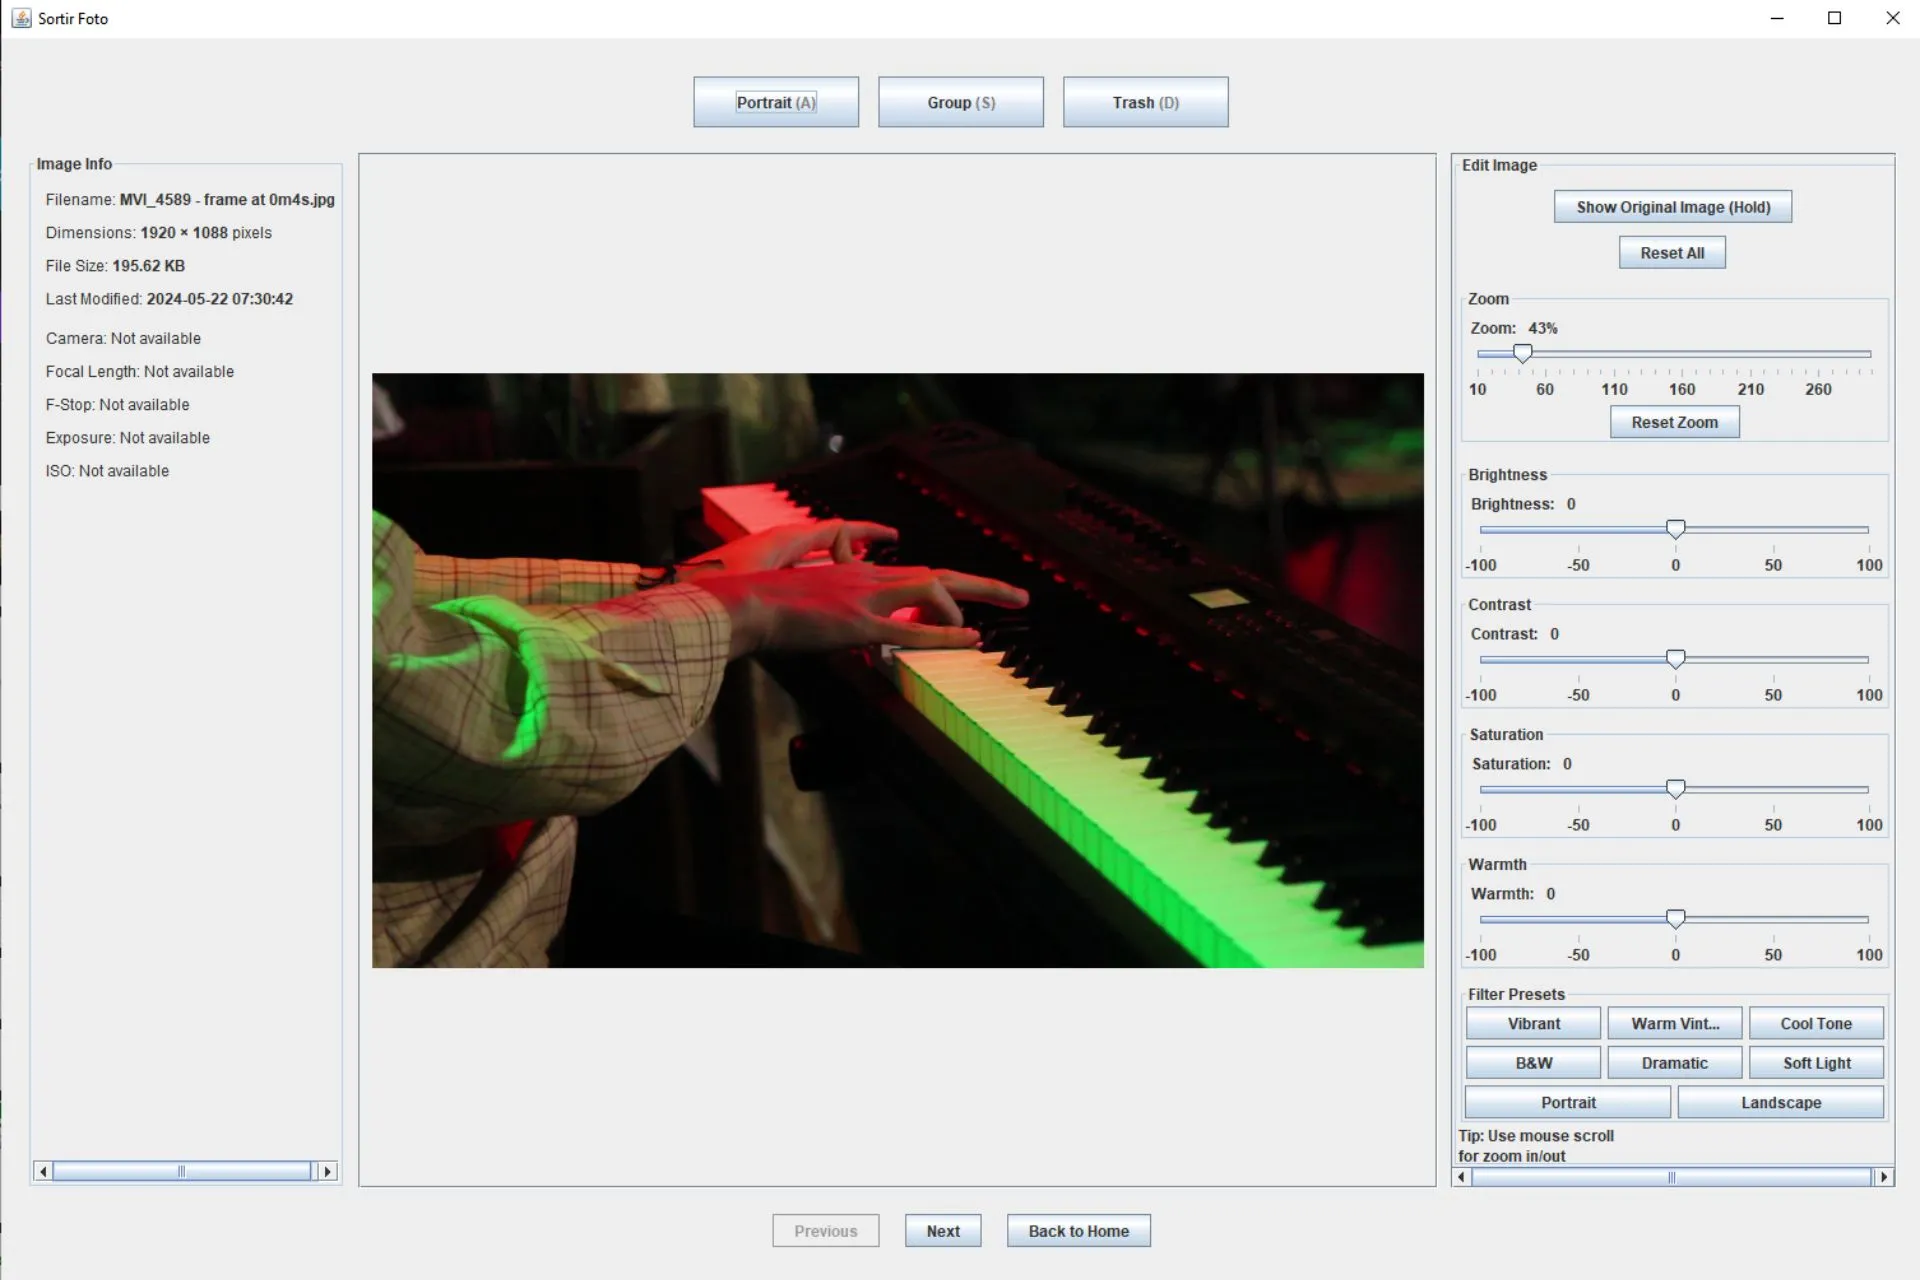 Sortir Foto
Portrait (A)
Group (S)
Trash (D)
Image Info
Filename: MVI_4589 - frame at 0m4s.jpg
Dimensions: 1920 × 1088 pixels
File Size: 195.62 KB
Last Modified: 2024-05-22 07:30:42
Camera: Not available
Focal Length: Not available
F-Stop: Not available
Exposure: Not available
ISO: Not available
Edit Image
Show Original Image (Hold)
Reset All
Zoom
Zoom: 43%
10 60 110 160 210 260
Reset Zoom
Brightness
Brightness: 0
-100 -50 0 50 100
Contrast
Contrast: 0
-100 -50 0 50 100
Saturation
Saturation: 0
-100 -50 0 50 100
Warmth
Warmth: 0
-100 -50 0 50 100
Filter Presets
Vibrant
Warm Vint...
Cool Tone
B&W
Dramatic
Soft Light
Portrait
Landscape
Tip: Use mouse scroll
for zoom in/out
Previous
Next
Back to Home